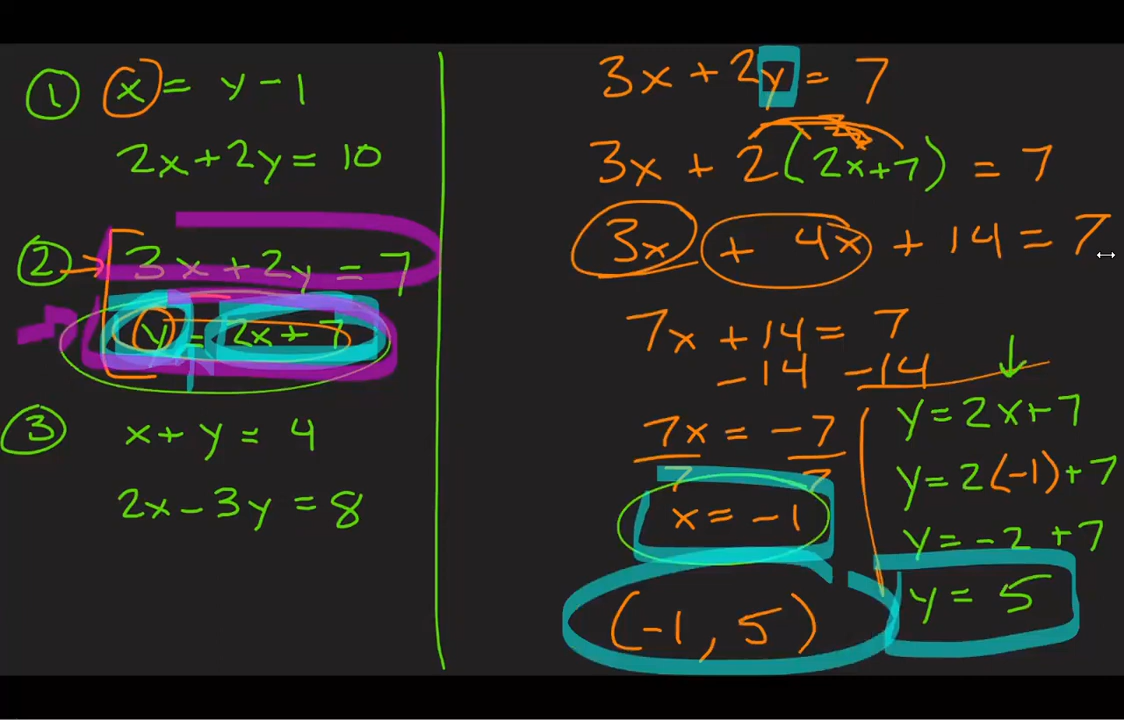 ① x = y - 1
2x + 2y = 10
② 3x + 2y = 7
y = 2x + 7
③ x + y = 4
2x - 3y = 8
3x + 2y = 7
3x + 2(2x + 7) = 7
3x + 4x + 14 = 7
7x + 14 = 7
-14 -14
7x = -7
7 7
x = -1
(-1, 5)
y = 2x + 7
y = 2(-1) + 7
y = -2 + 7
y = 5